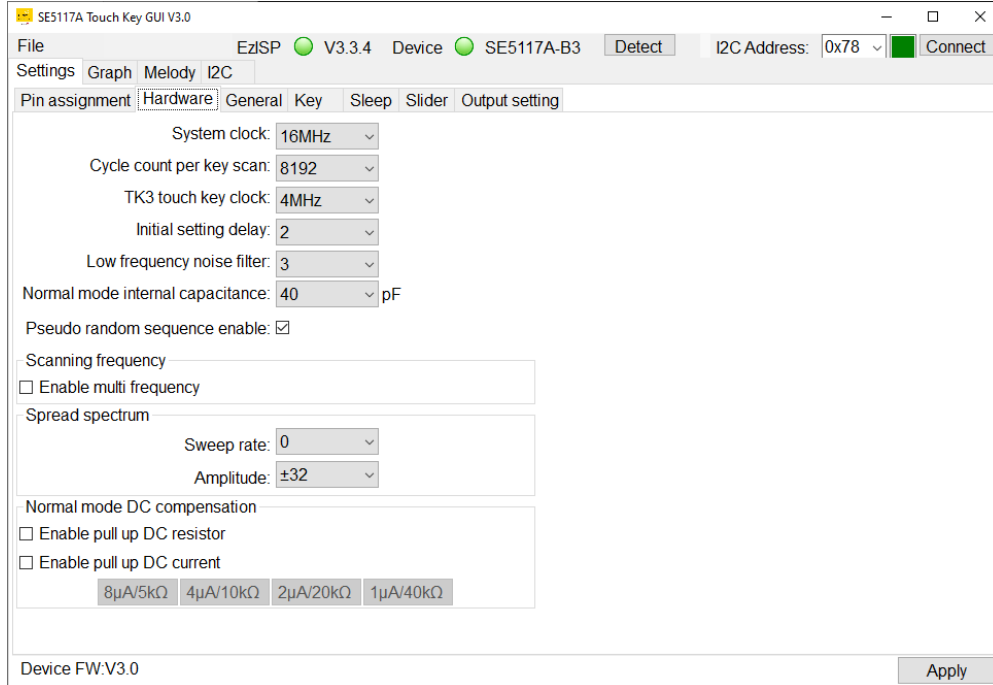 SE5117A Touch Key GUI V3.0
File EzISP V3.3.4 Device SE5117A-B3 Detect I2C Address: 0x78 Connect
Settings Graph Melody I2C
Pin assignment Hardware General Key Sleep Slider Output setting
System clock: 16MHz
Cycle count per key scan: 8192
TK3 touch key clock: 4MHz
Initial setting delay: 2
Low frequency noise filter: 3
Normal mode internal capacitance: 40 pF
Pseudo random sequence enable:
Scanning frequency
Enable multi frequency
Spread spectrum
Sweep rate: 0
Amplitude: ±32
Normal mode DC compensation
Enable pull up DC resistor
Enable pull up DC current
8μA/5kΩ 4μA/10kΩ 2μA/20kΩ 1μA/40kΩ
Device FW:V3.0 Apply